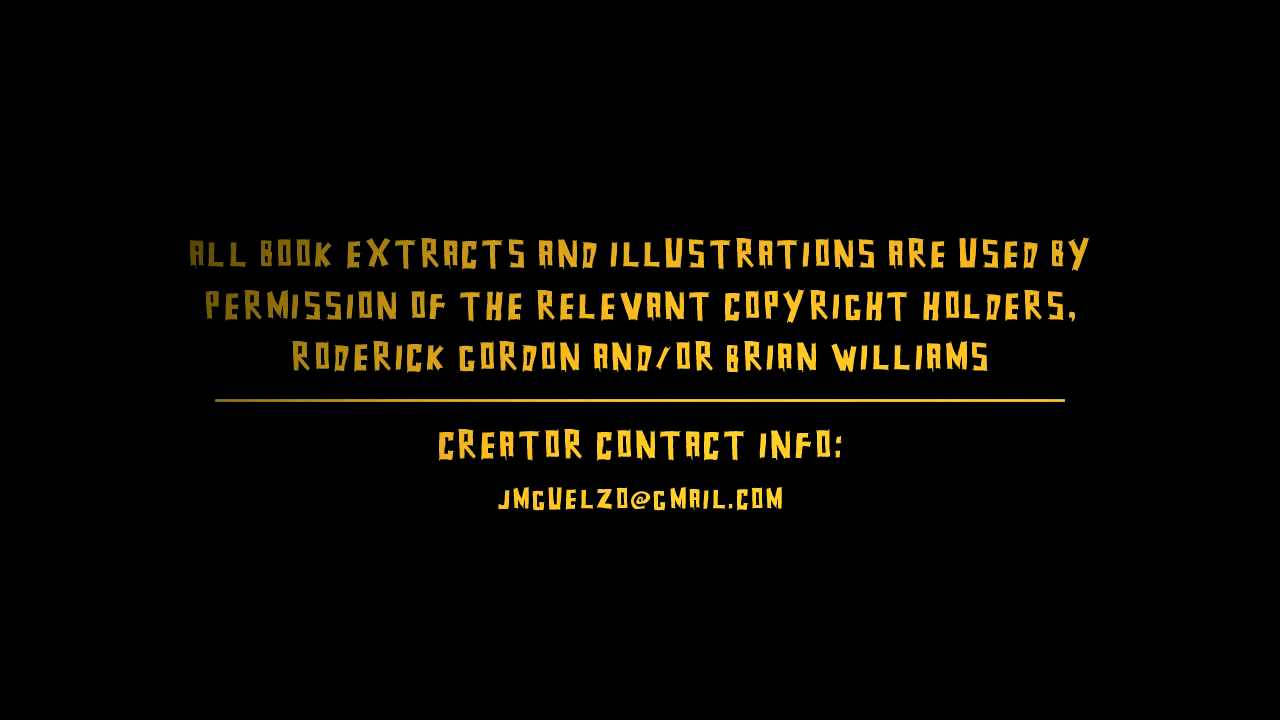 ALL BOOK EXTRACTS AND ILLUSTRATIONS ARE USED BY
PERMISSION OF THE RELEVANT COPYRIGHT HOLDERS,
RODERICK GORDON AND/OR BRIAN WILLIAMS
CREATOR CONTACT INFO:
JMGUELZO@GMAIL.COM